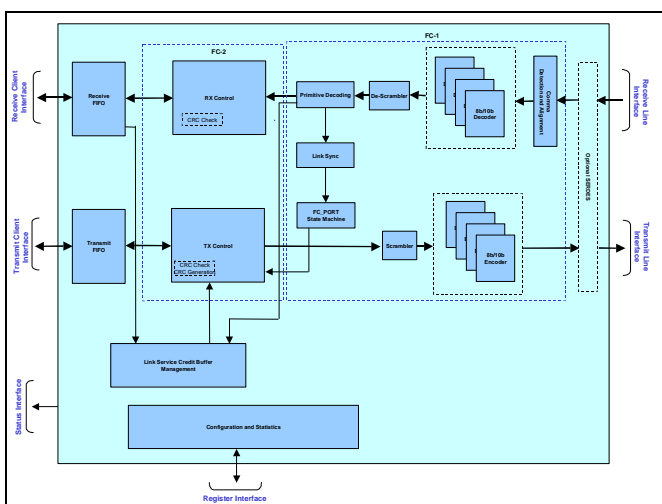 FC-2
FC-1
Receive Client
Interface
Receive
FIFO
RX Control
CRC Check
Primitive Decoding
De-Scrambler
8b/10b
Decoder
Comma
Direction and Alignment
Optional SERDES
Receive Line
Interface
Link Sync
FC_PORT
State Machine
Transmit Client
Interface
Transmit
FIFO
TX Control
CRC Check
CRC Generation
Scrambler
8b/10b
Encoder
Transmit Line
Interface
Link Service Credit Buffer
Management
Status Interface
Configuration and Statistics
Register Interface